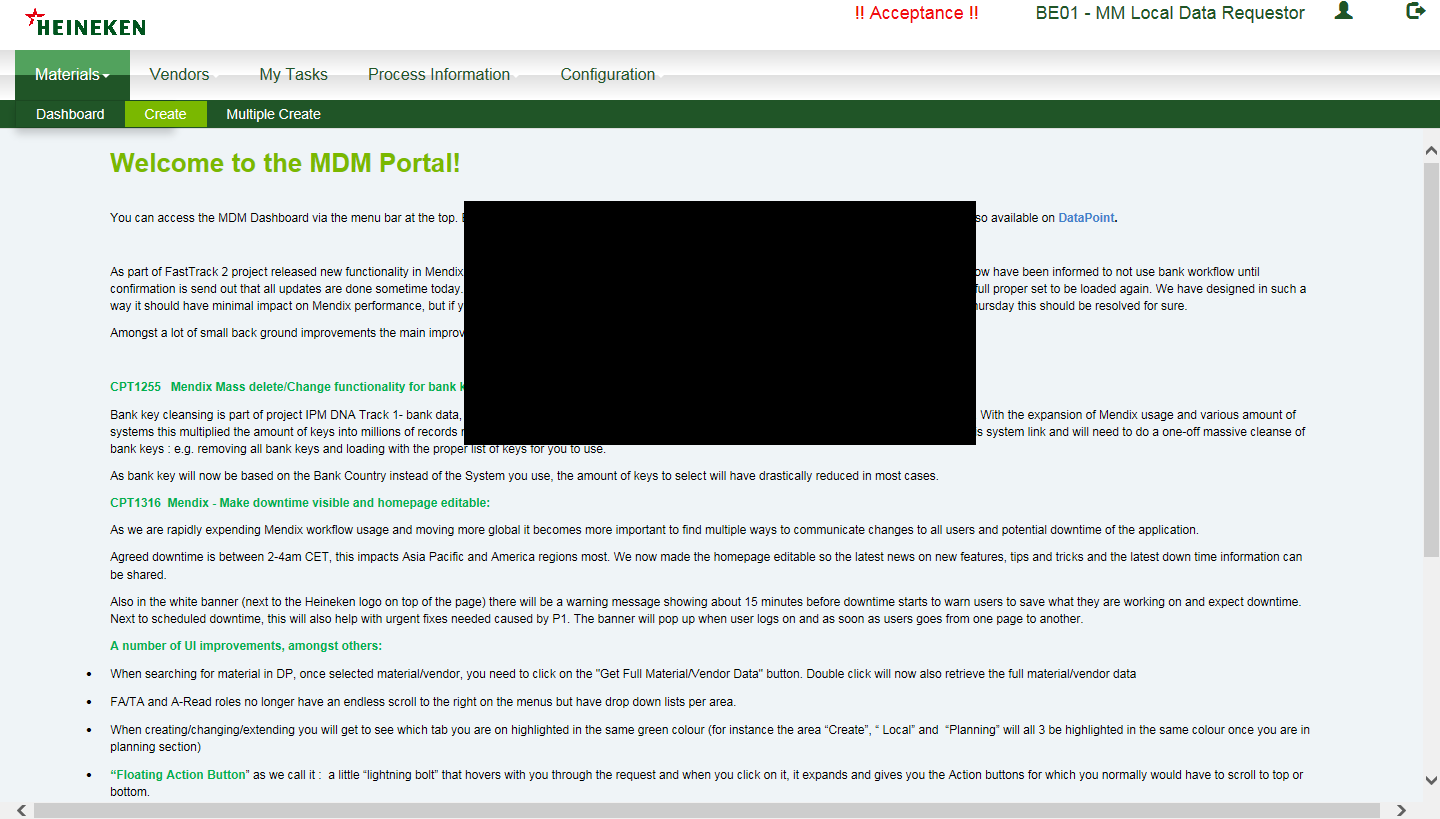 HEINEKEN
!! Acceptance !!
BE01 - MM Local Data Requestor
Materials
Vendors
My Tasks
Process Information
Configuration
Dashboard
Create
Multiple Create
Welcome to the MDM Portal!
You can access the MDM Dashboard via the menu bar at the top. so available on DataPoint.
As part of FastTrack 2 project released new functionality in Mendix have been informed to not use bank workflow until
confirmation is send out that all updates are done sometime today. full proper set to be loaded again. We have designed in such a
way it should have minimal impact on Mendix performance, but if this should be resolved for sure.
Amongst a lot of small back ground improvements the main
CPT1255 Mendix Mass delete/Change functionality for bank
Bank key cleansing is part of project IPM DNA Track 1- bank data, With the expansion of Mendix usage and various amount of
systems this multiplied the amount of keys into millions of records system link and will need to do a one-off massive cleanse of
bank keys : e.g. removing all bank keys and loading with the proper list of keys for you to use.
As bank key will now be based on the Bank Country instead of the System you use, the amount of keys to select will have drastically reduced in most cases.
CPT1316 Mendix - Make downtime visible and homepage editable:
As we are rapidly expending Mendix workflow usage and moving more global it becomes more important to find multiple ways to communicate changes to all users and potential downtime of the application.
Agreed downtime is between 2-4am CET, this impacts Asia Pacific and America regions most. We now made the homepage editable so the latest news on new features, tips and tricks and the latest down time information can
be shared.
Also in the white banner (next to the Heineken logo on top of the page) there will be a warning message showing about 15 minutes before downtime starts to warn users to save what they are working on and expect downtime.
Next to scheduled downtime, this will also help with urgent fixes needed caused by P1. The banner will pop up when user logs on and as soon as users goes from one page to another.
A number of UI improvements, amongst others:
• When searching for material in DP, once selected material/vendor, you need to click on the "Get Full Material/Vendor Data" button. Double click will now also retrieve the full material/vendor data
• FA/TA and A-Read roles no longer have an endless scroll to the right on the menus but have drop down lists per area.
• When creating/changing/extending you will get to see which tab you are on highlighted in the same green colour (for instance the area “Create”, “ Local” and “Planning” will all 3 be highlighted in the same colour once you are in
planning section)
• “Floating Action Button” as we call it : a little “lightning bolt” that hovers with you through the request and when you click on it, it expands and gives you the Action buttons for which you normally would have to scroll to top or
bottom.